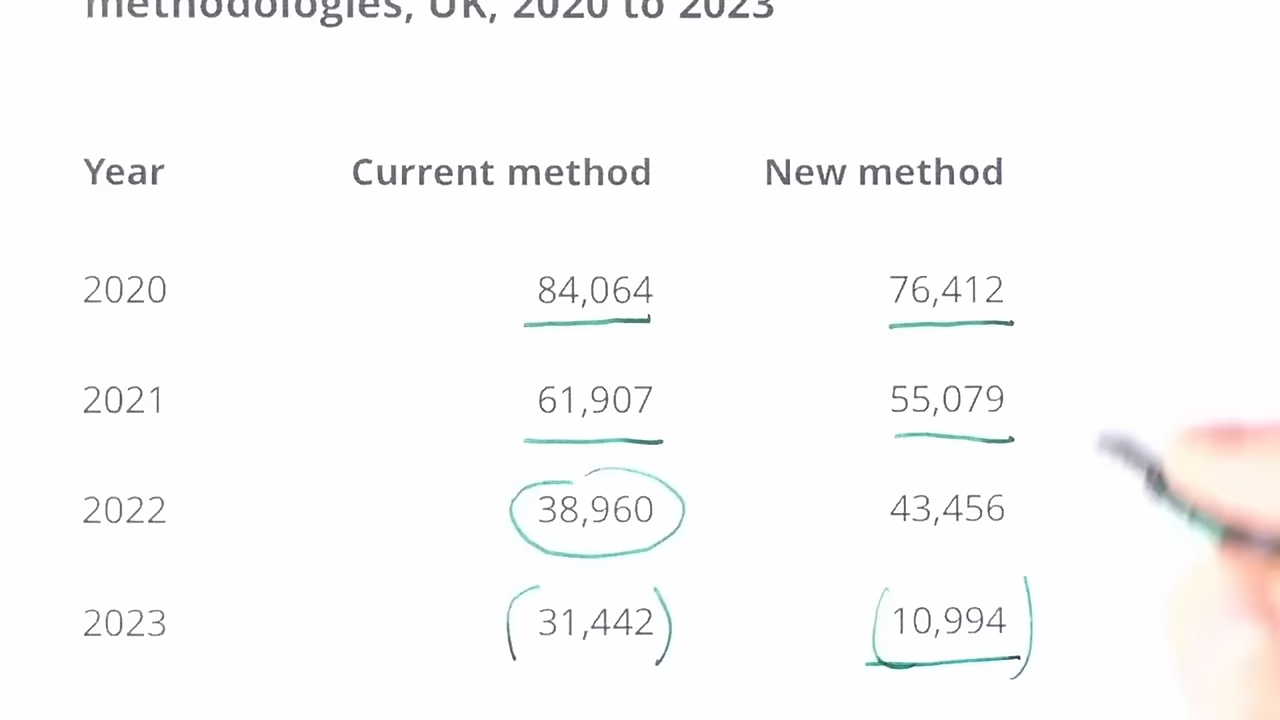 methodologies, UK, 2020 to 2023
Year Current method New method
2020 84,064 76,412
2021 61,907 55,079
2022 38,960 43,456
2023 31,442 10,994